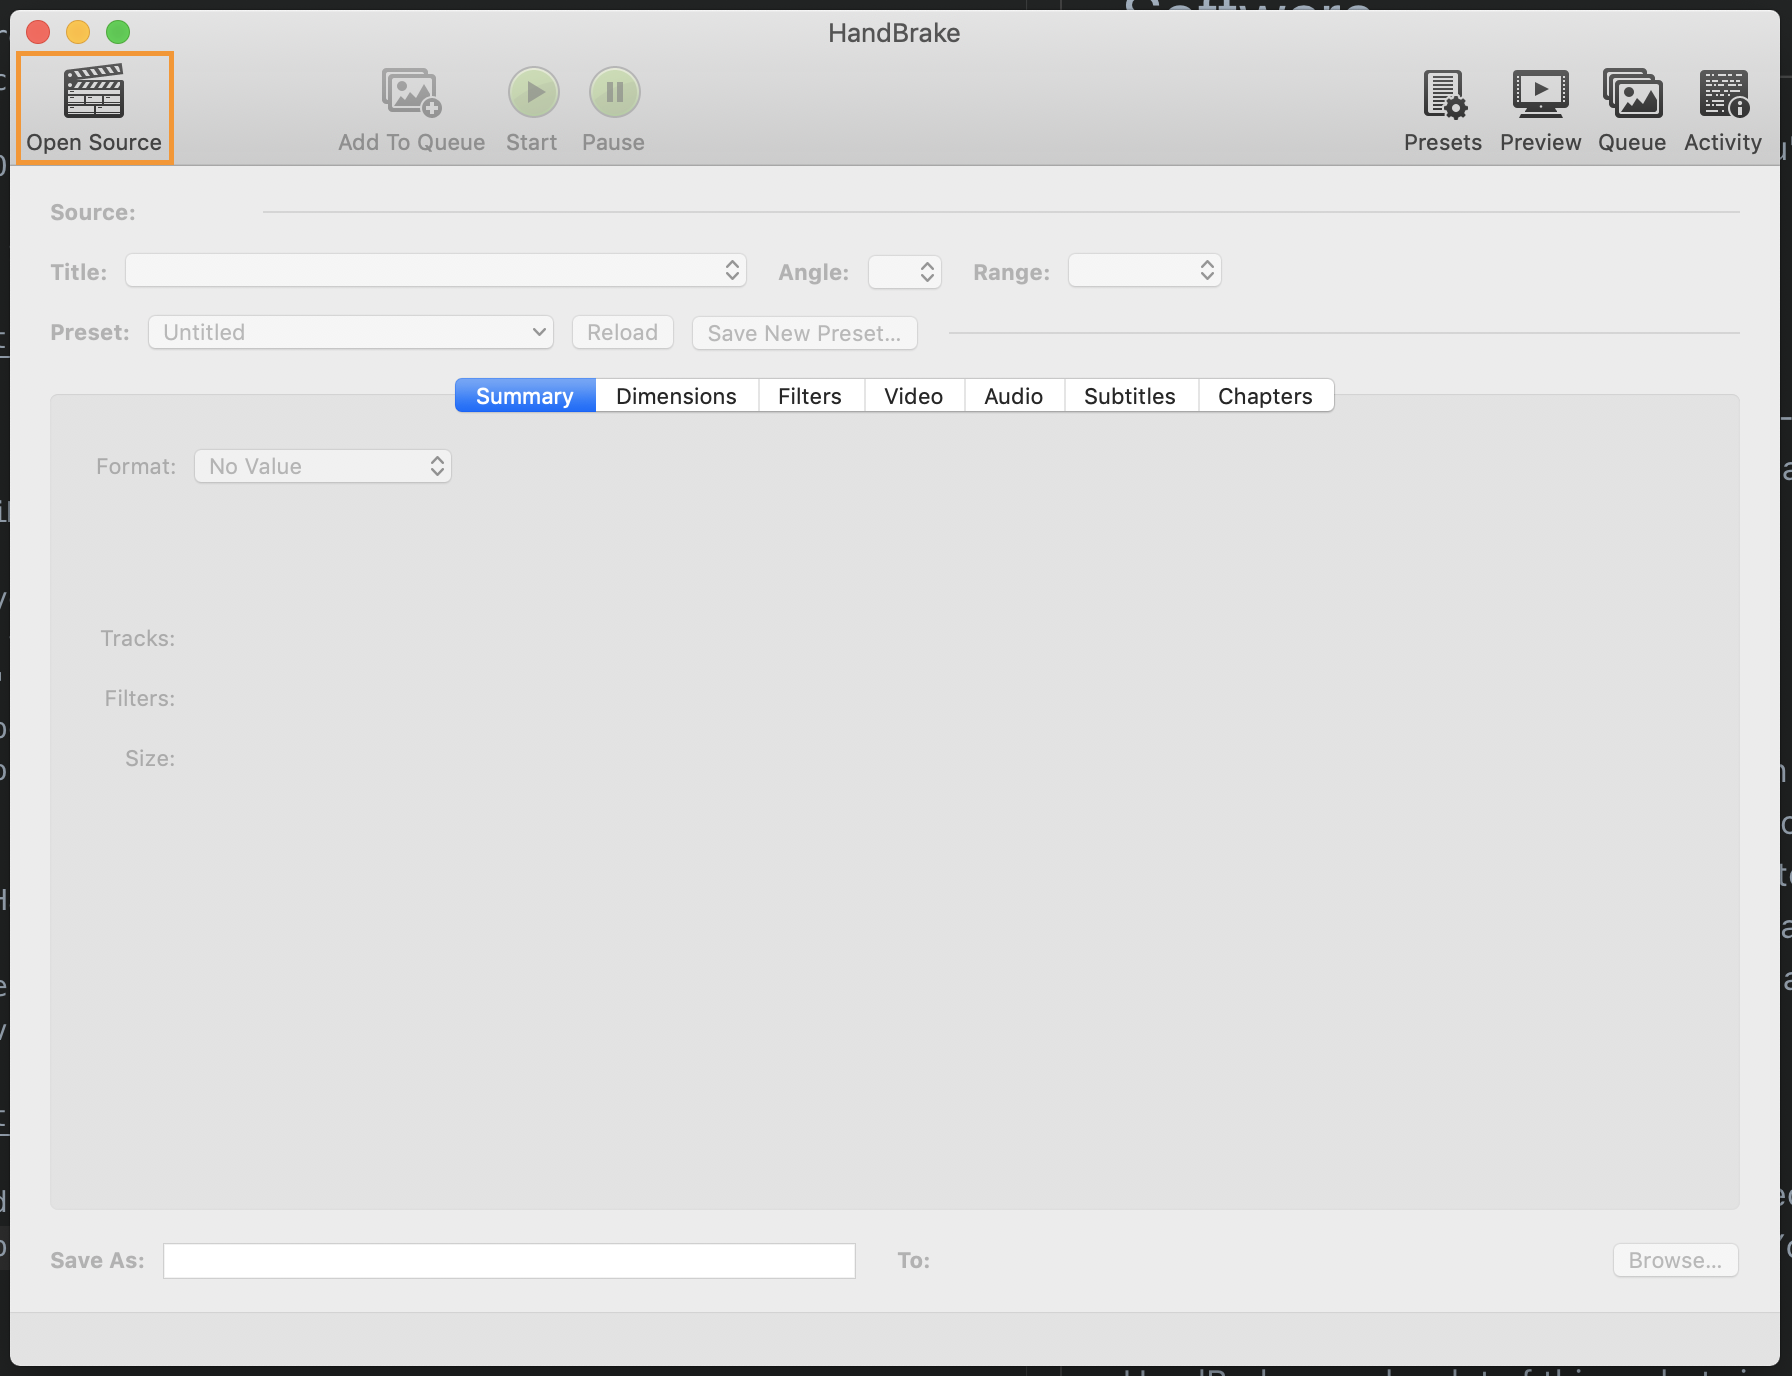 Software
HandBrake
Open Source
Add To Queue
Start
Pause
Presets
Preview
Queue
Activity
Source:
Title:
Angle:
Range:
Preset:
Untitled
Reload
Save New Preset...
Summary
Dimensions
Filters
Video
Audio
Subtitles
Chapters
Format:
No Value
Tracks:
Filters:
Size:
Save As:
To:
Browse...